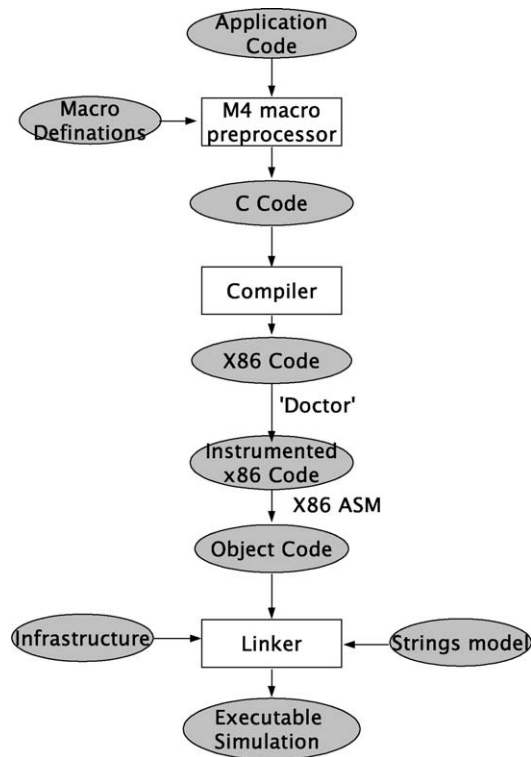 Application
Code
Macro
Definations
M4 macro
preprocessor
C Code
Compiler
X86 Code
'Doctor'
Instrumented
x86 Code
X86 ASM
Object Code
Infrastructure
Linker
Strings model
Executable
Simulation